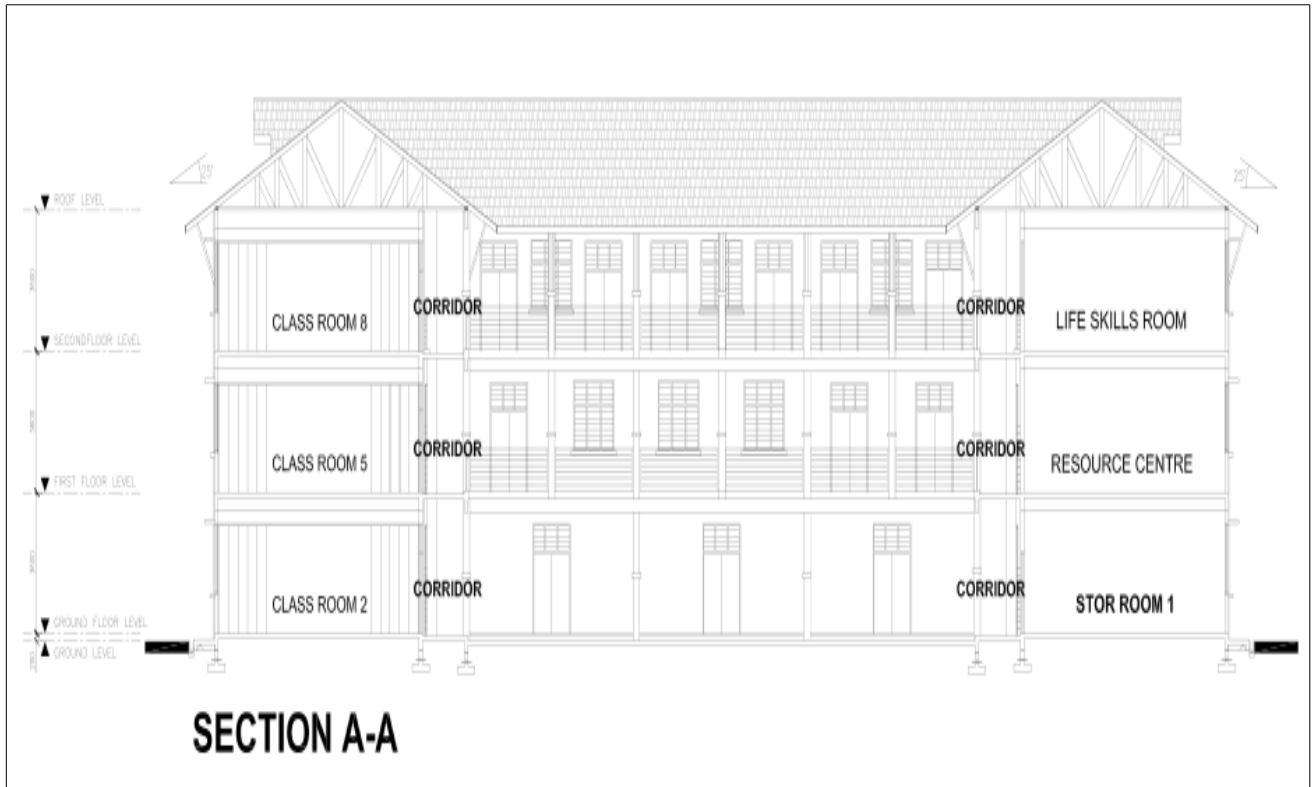 25°
25°
ROOF LEVEL
CORRIDOR
CORRIDOR
CLASS ROOM 8
LIFE SKILLS ROOM
SECONDFLOOR LEVEL
CORRIDOR
CORRIDOR
CLASS ROOM 5
RESOURCE CENTRE
FIRST FLOOR LEVEL
CORRIDOR
CORRIDOR
CLASS ROOM 2
STOR ROOM 1
GROUND FLOOR LEVEL
GROUND LEVEL
SECTION A-A